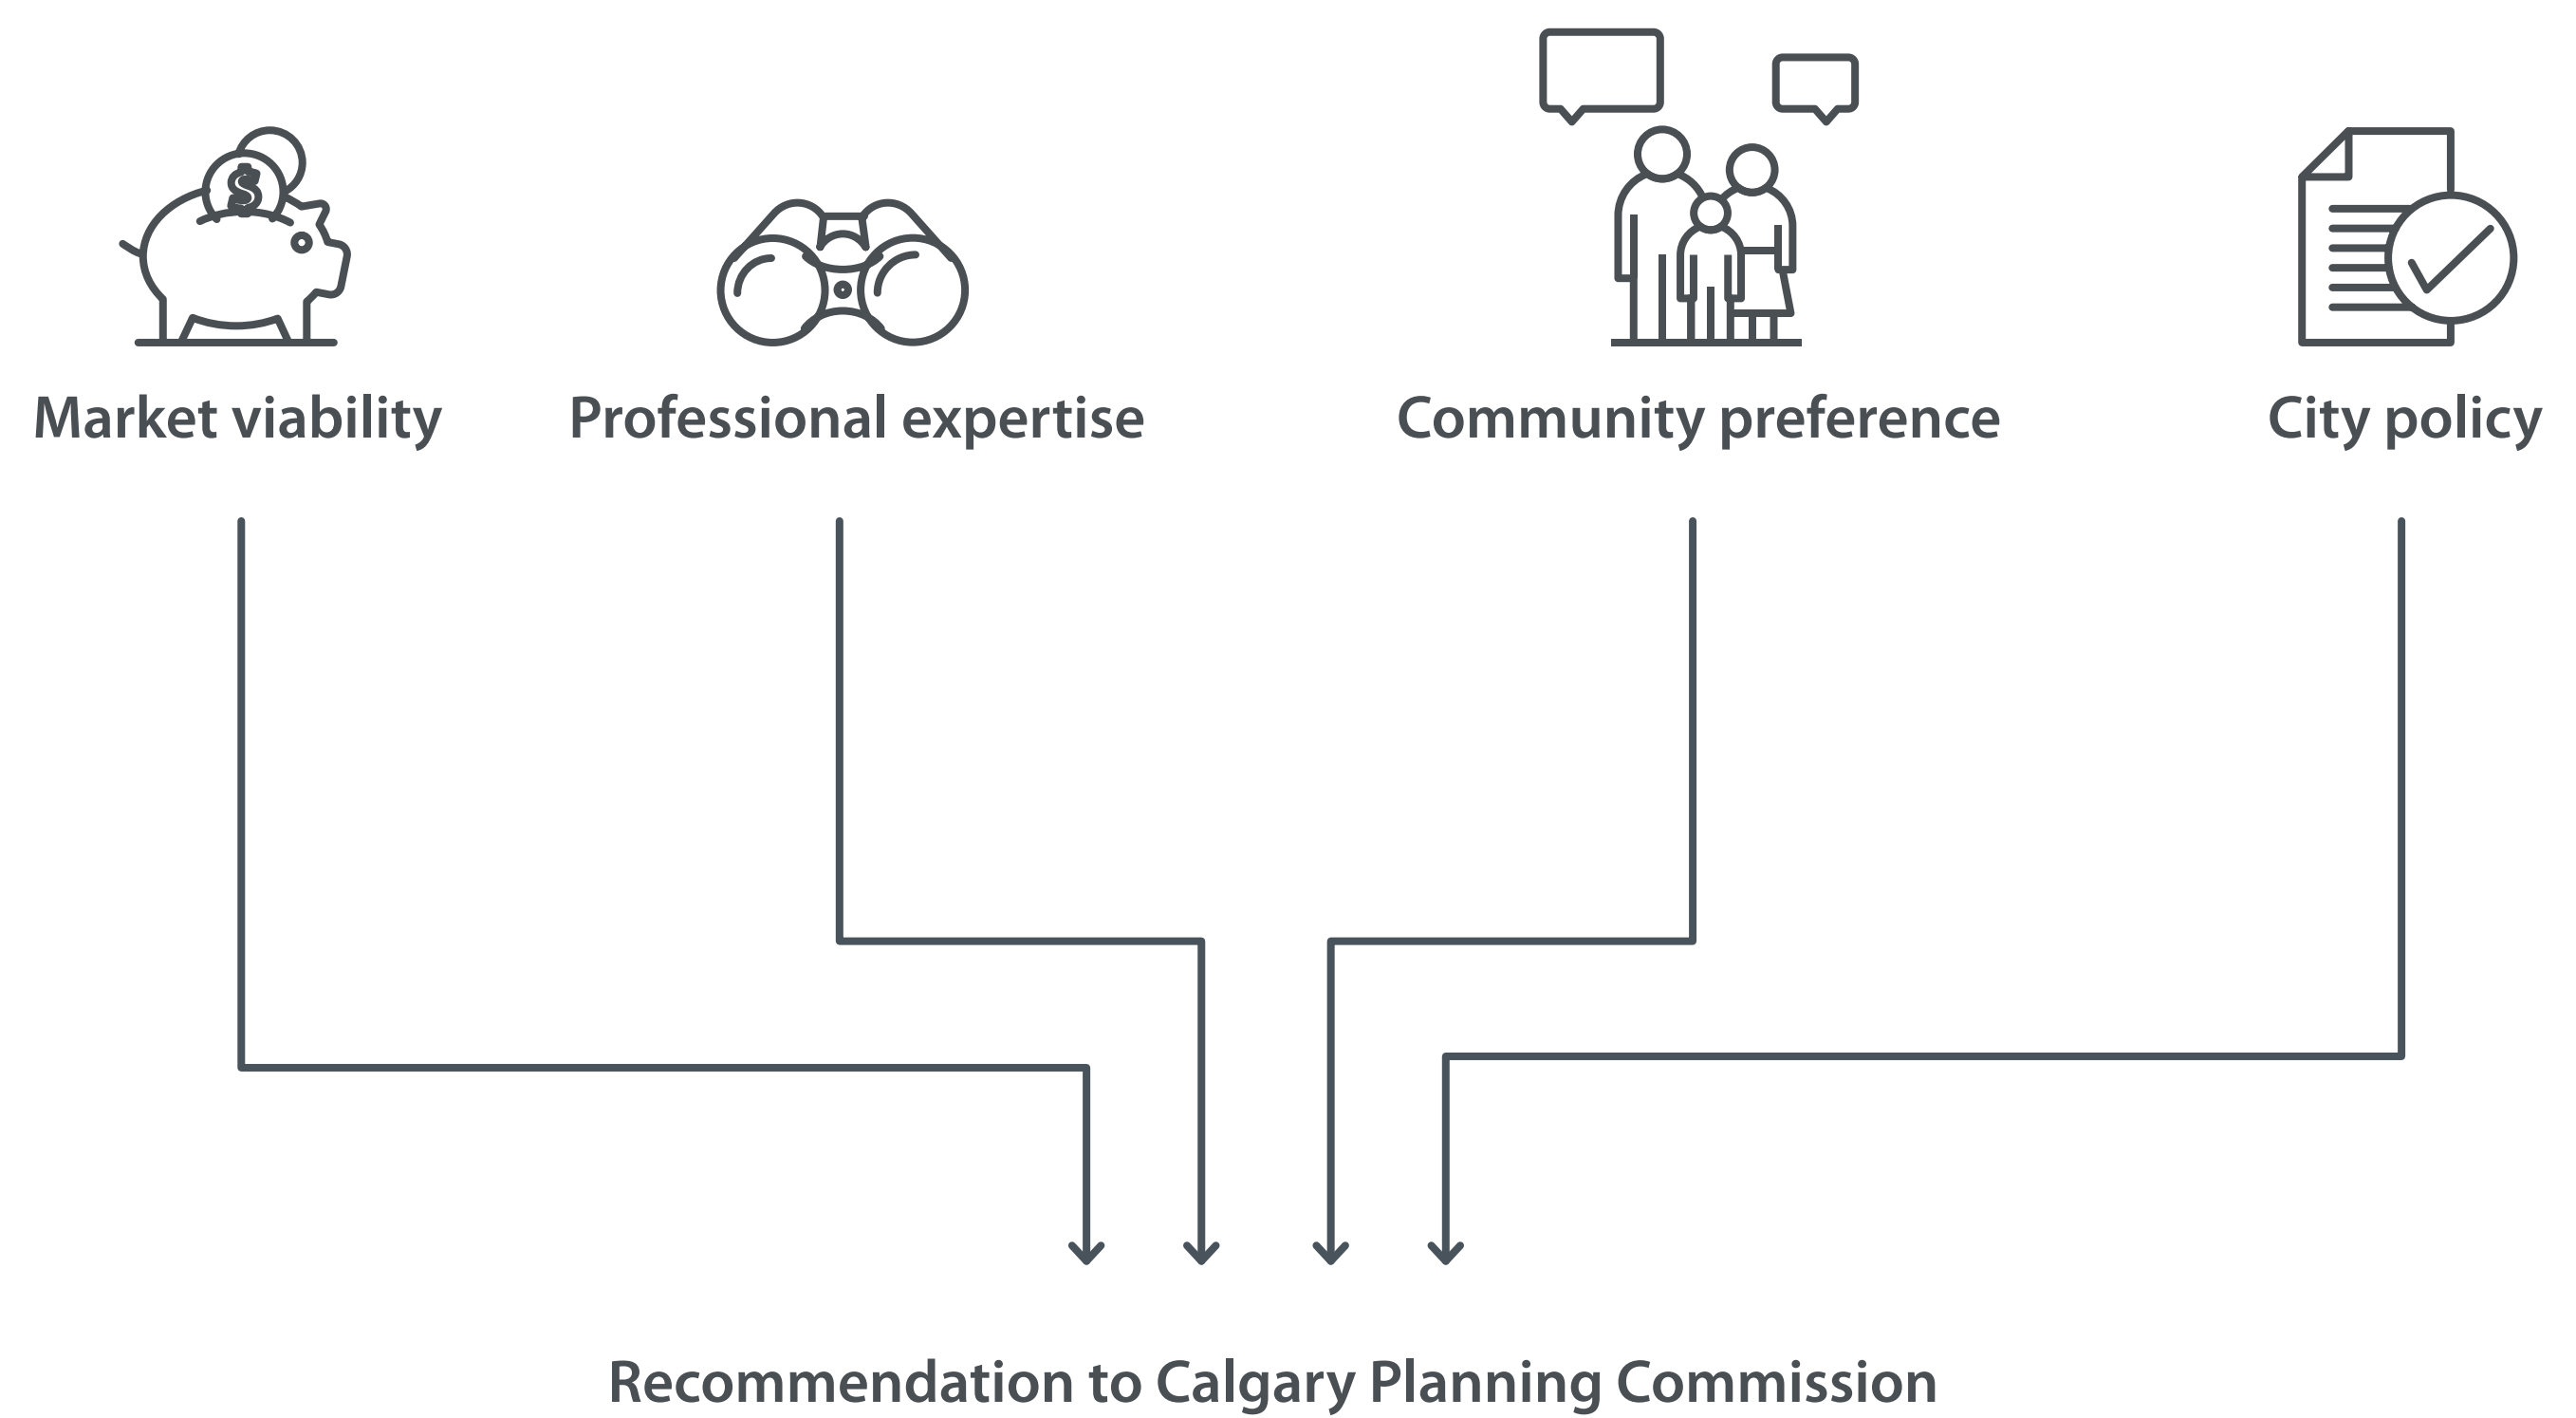 Market viability
Professional expertise
Community preference
City policy
Recommendation to Calgary Planning Commission